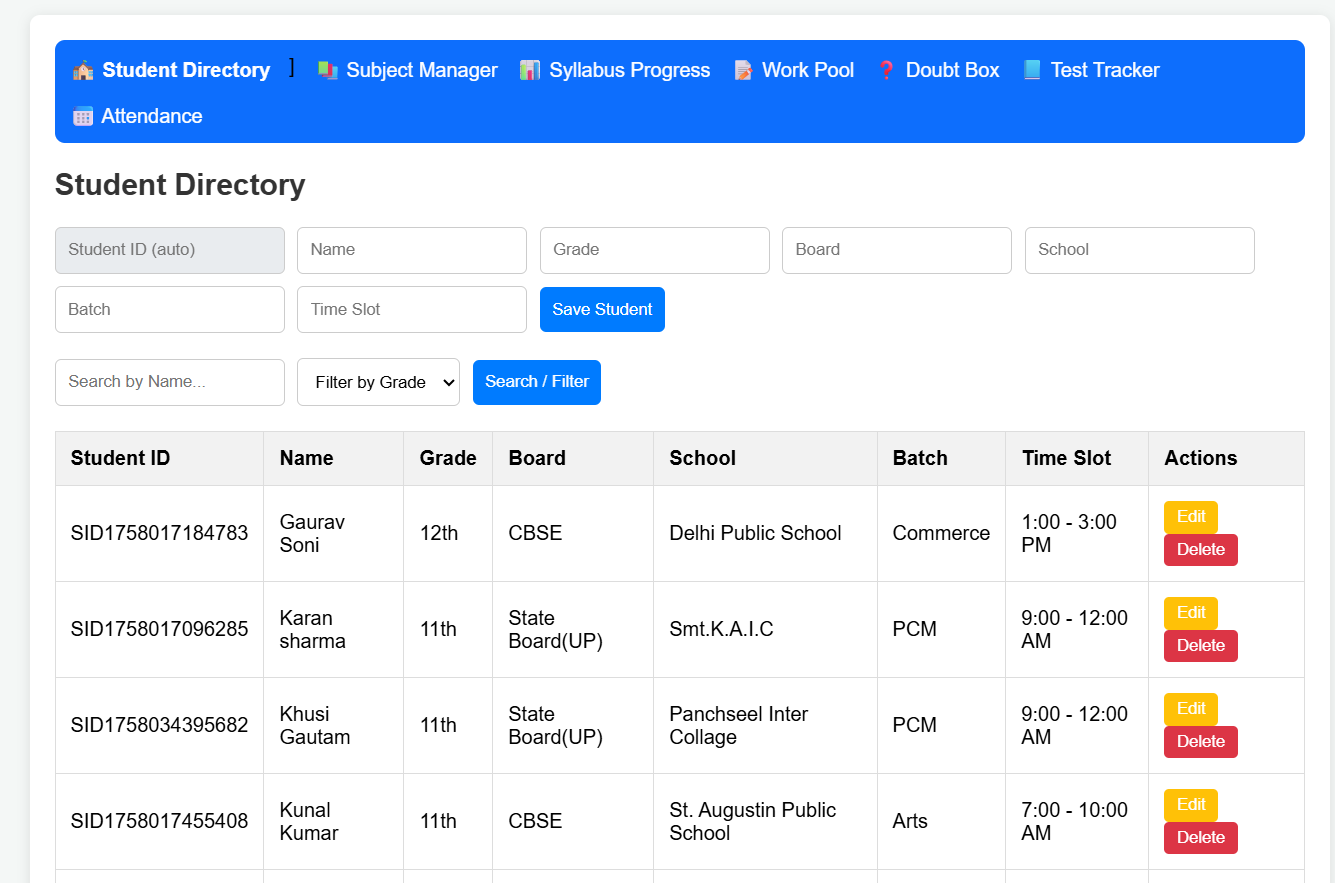 Student Directory ] Subject Manager Syllabus Progress Work Pool Doubt Box Test Tracker
Attendance
Student Directory
Student ID (auto) Name Grade Board School
Batch Time Slot Save Student
Search by Name... Filter by Grade Search / Filter
Student ID Name Grade Board School Batch Time Slot Actions
SID1758017184783 Gaurav Soni 12th CBSE Delhi Public School Commerce 1:00 - 3:00 PM Edit Delete
SID1758017096285 Karan sharma 11th State Board(UP) Smt.K.A.I.C PCM 9:00 - 12:00 AM Edit Delete
SID1758034395682 Khusi Gautam 11th State Board(UP) Panchseel Inter Collage PCM 9:00 - 12:00 AM Edit Delete
SID1758017455408 Kunal Kumar 11th CBSE St. Augustin Public School Arts 7:00 - 10:00 AM Edit Delete